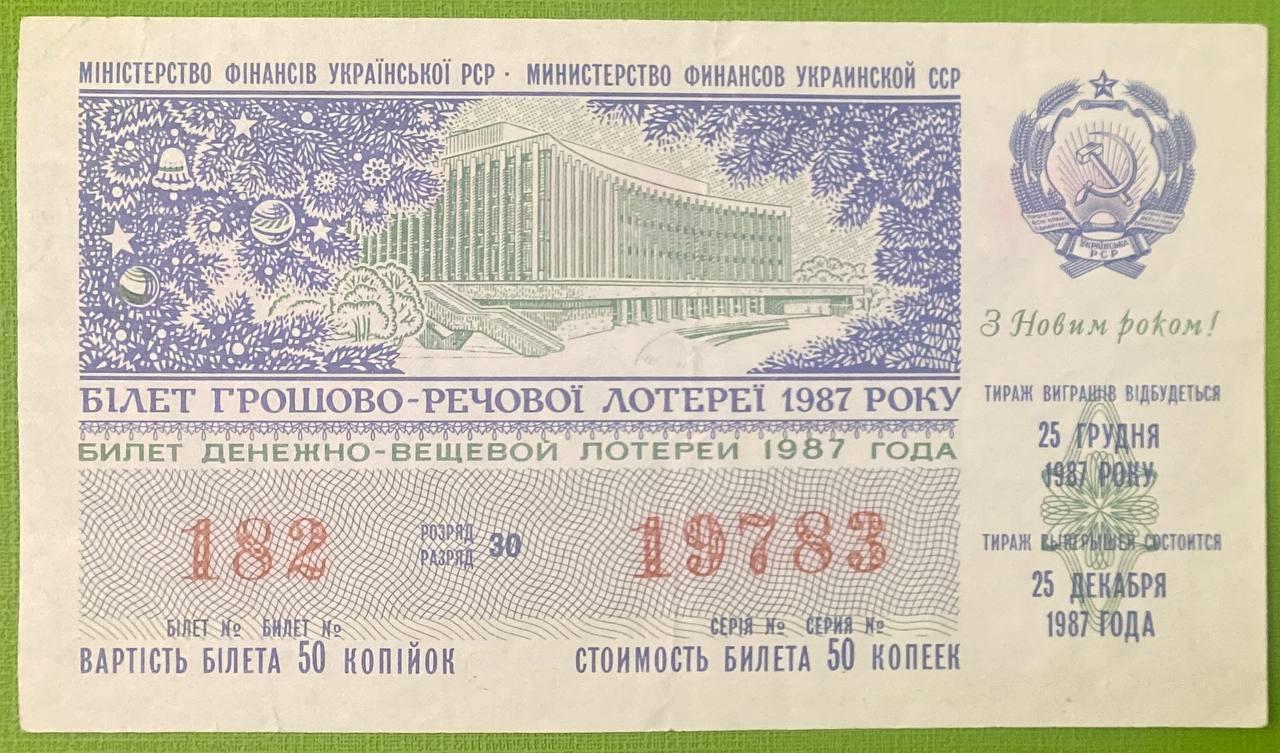 МІНІСТЕРСТВО ФІНАНСІВ УКРАЇНСЬКОЇ РСР · МИНИСТЕРСТВО ФИНАНСОВ УКРАИНСКОЙ ССР
УКРАЇНСЬКА
РСР
З Новим роком!
БІЛЕТ ГРОШОВО-РЕЧОВОЇ ЛОТЕРЕЇ 1987 РОКУ
БИЛЕТ ДЕНЕЖНО-ВЕЩЕВОЙ ЛОТЕРЕИ 1987 ГОДА
182
РОЗРЯД
РАЗРЯД
30
19783
БІЛЕТ № БИЛЕТ №
СЕРІЯ № СЕРИЯ №
ВАРТІСТЬ БІЛЕТА 50 КОПІЙОК
СТОИМОСТЬ БИЛЕТА 50 КОПЕЕК
ТИРАЖ ВИГРАШІВ ВІДБУДЕТЬСЯ
25 ГРУДНЯ
1987 РОКУ
ТИРАЖ ВЫИГРЫШЕЙ СОСТОИТСЯ
25 ДЕКАБРЯ
1987 ГОДА